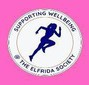 SUPPORTING WELLBEING
@ THE ELFRIDA SOCIETY